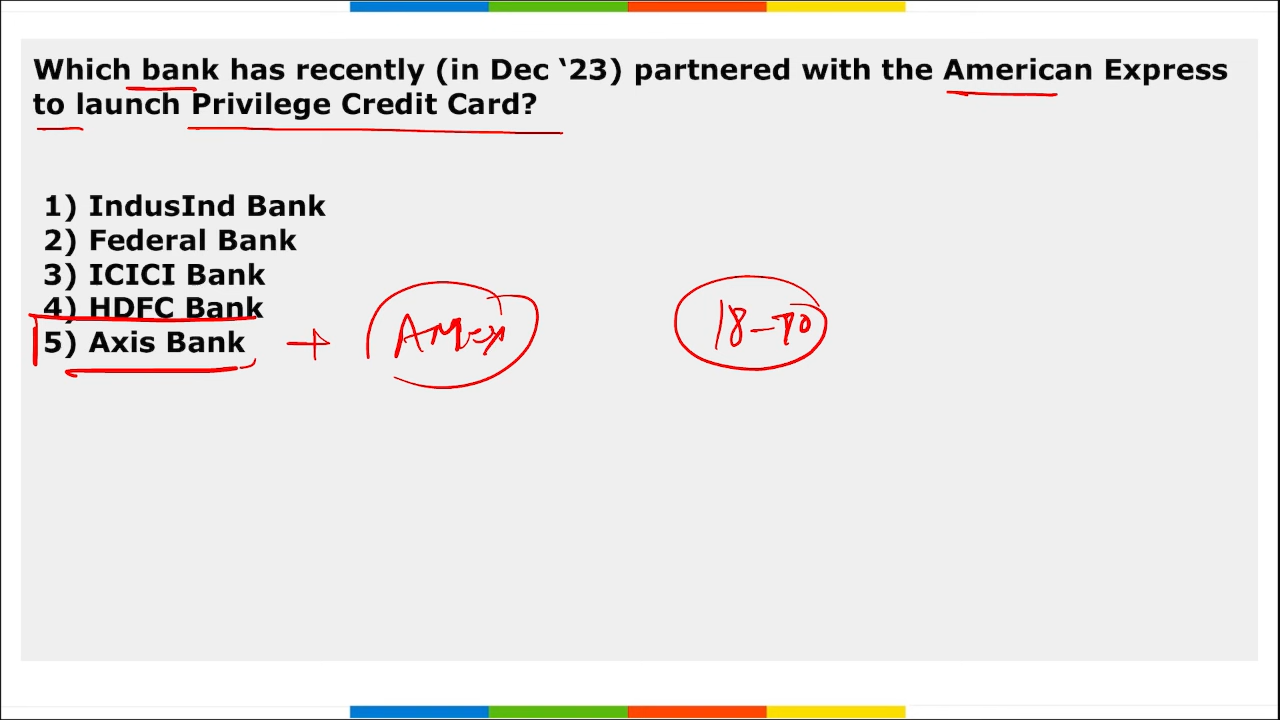 Which bank has recently (in Dec ‘23) partnered with the American Express
to launch Privilege Credit Card?
1) IndusInd Bank
2) Federal Bank
3) ICICI Bank
4) HDFC Bank
5) Axis Bank + Amex 18-70